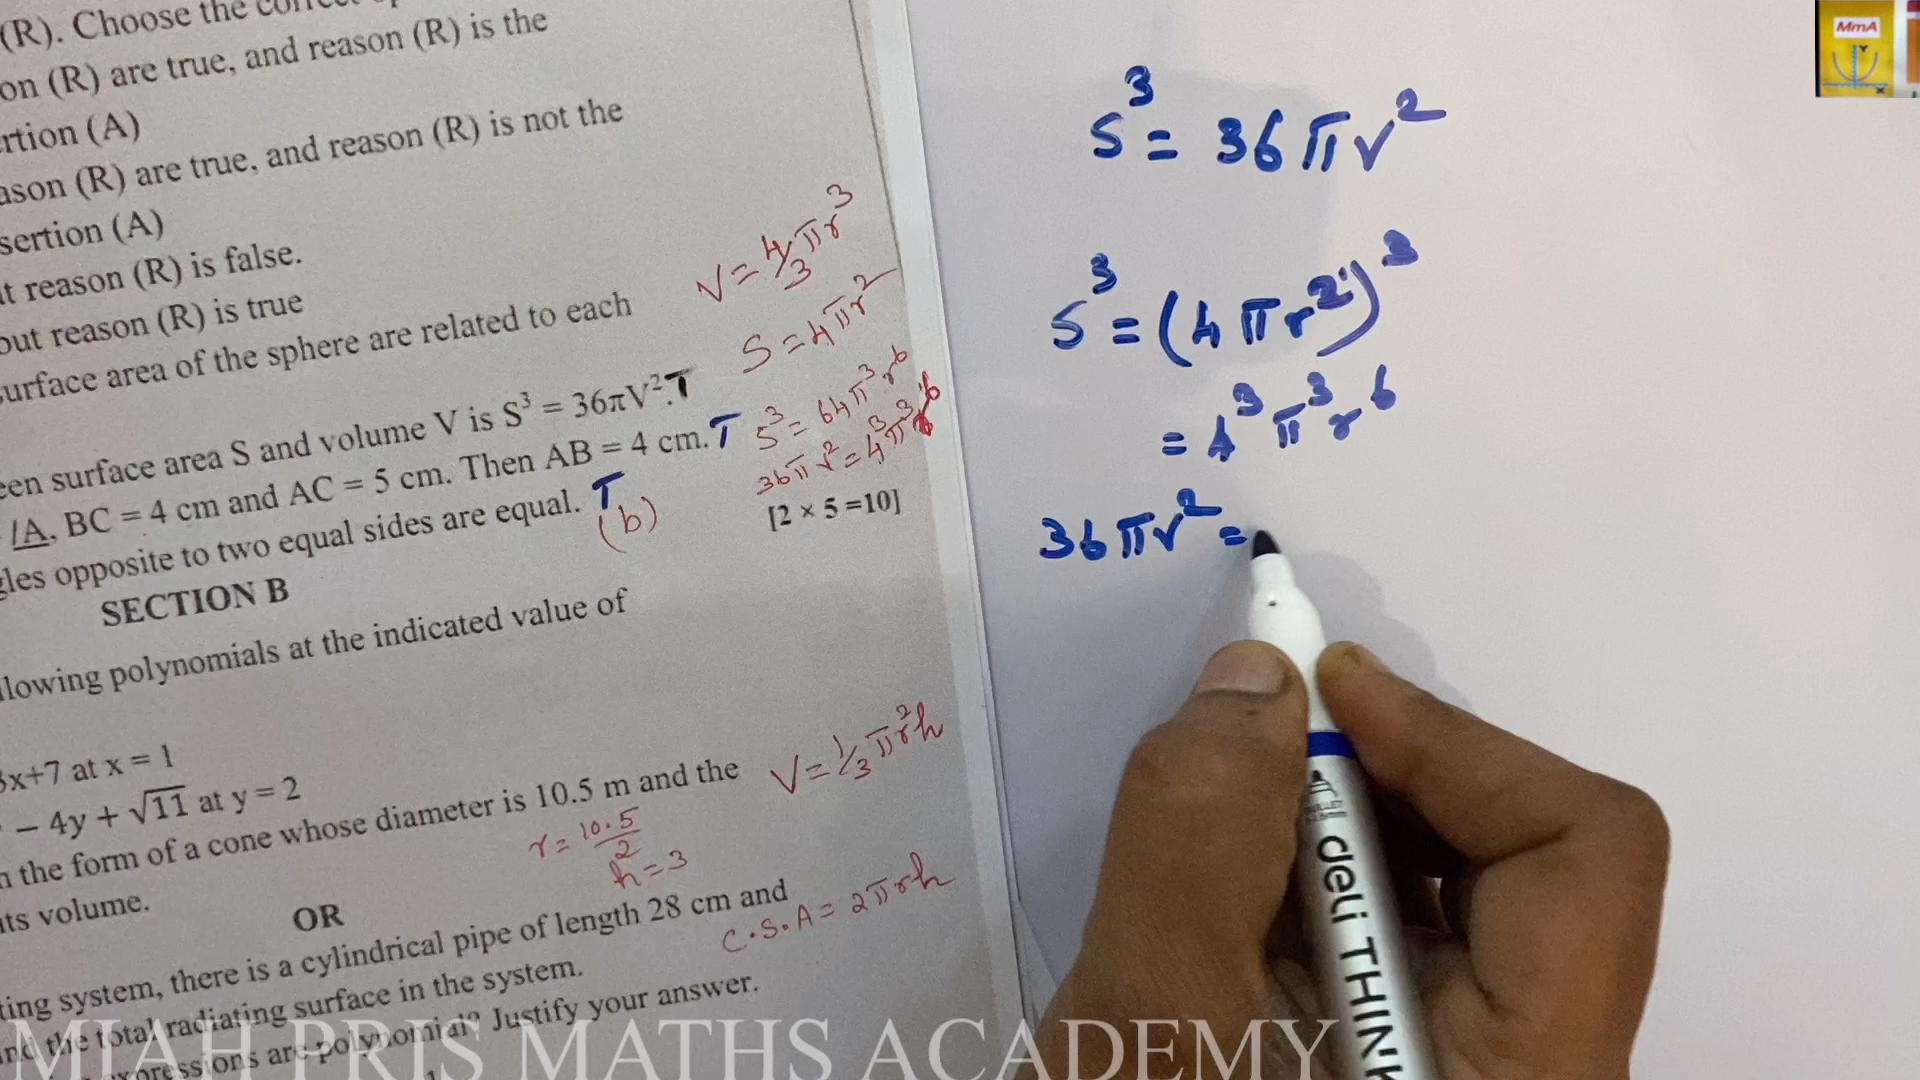 (R). Choose the
on (R) are true, and reason (R) is the
rtion (A)
ason (R) are true, and reason (R) is not the
sertion (A)
t reason (R) is false.
out reason (R) is true
urface area of the sphere are related to each
een surface area S and volume V is S³ = 36πV². T
∠A, BC = 4 cm and AC = 5 cm. Then AB = 4 cm. T
gles opposite to two equal sides are equal. T
(b)
[2 × 5 =10]
SECTION B
llowing polynomials at the indicated value of
3x+7 at x = 1
– 4y + √11 at y = 2
n the form of a cone whose diameter is 10.5 m and the
its volume.
OR
ting system, there is a cylindrical pipe of length 28 cm and
nd the total radiating surface in the system.
expressions are polynomial? Justify your answer.
V = 4/3 πr³
S = 4πr²
S³ = 64π³r⁶
36πv² = 4³π³r⁶
V = 1/3 πr²h
r = 10.5/2
h = 3
C.S.A = 2πrh
S³ = 36πv²
S³ = (4πr²)³
= 4³π³r⁶
36πv² =
deli THINK
MmA
Y
X
MIAH PRIS MATHS ACADEMY